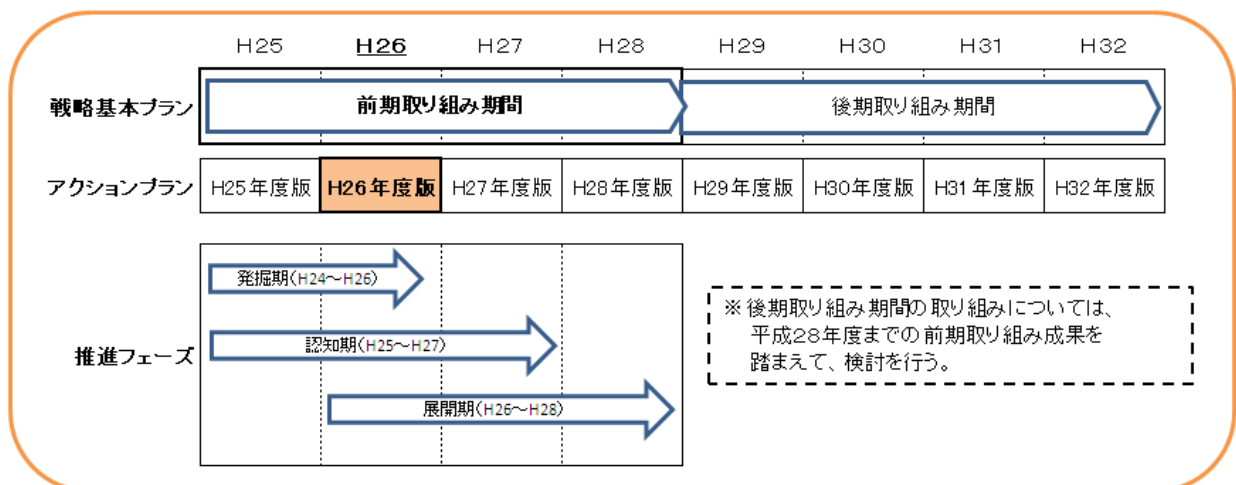 H25 H26 H27 H28 H29 H30 H31 H32
戦略基本プラン 前期取り組み期間 後期取り組み期間
アクションプラン H25年度版 H26年度版 H27年度版 H28年度版 H29年度版 H30年度版 H31年度版 H32年度版
発掘期(H24～H26)
認知期(H25～H27)
推進フェーズ
展開期(H26～H28)
※後期取り組み期間の取り組みについては、
平成28年度までの前期取り組み成果を
踏まえて、検討を行う。